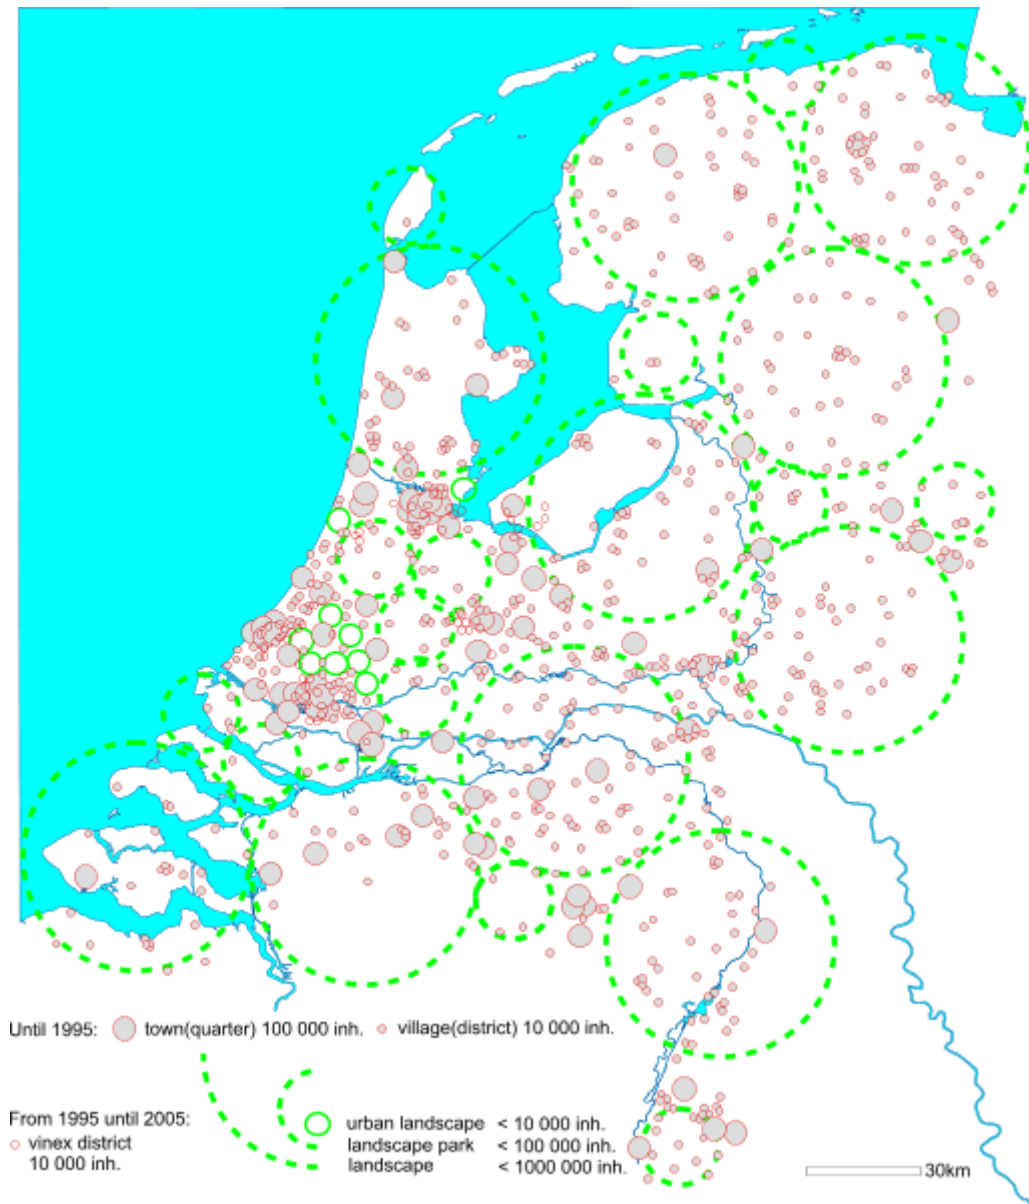 Until 1995: town(quarter) 100 000 inh. village(district) 10 000 inh.
From 1995 until 2005:
vinex district
10 000 inh.
urban landscape < 10 000 inh.
landscape park < 100 000 inh.
landscape < 1000 000 inh.
30km